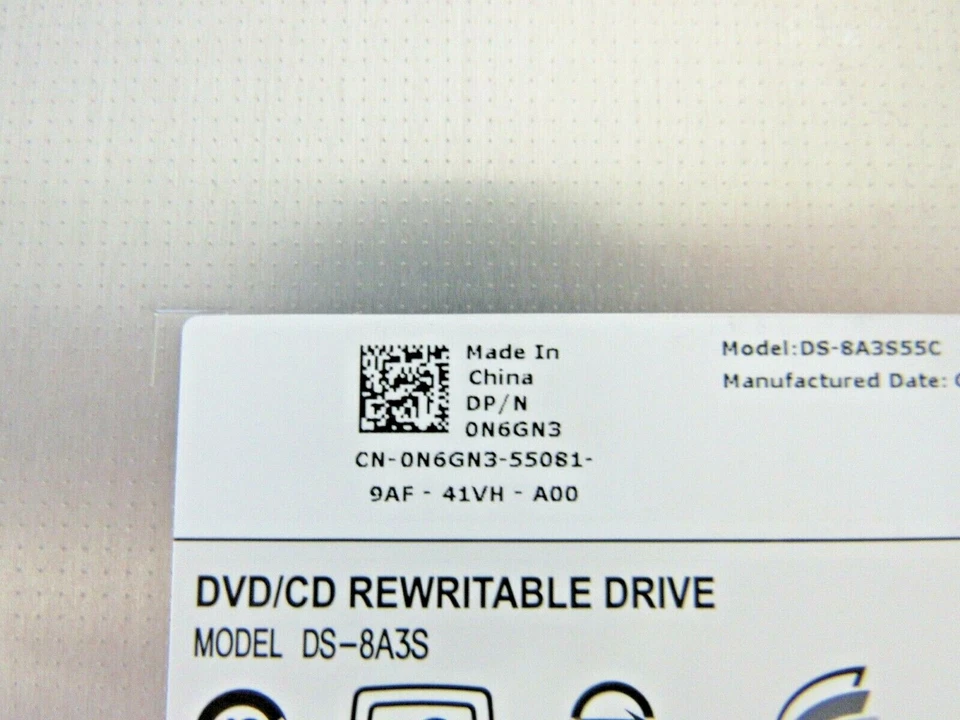 Made In
China
DP/N
0N6GN3
CN-0N6GN3-55081-
9AF - 41VH - A00
Model:DS-8A3S55C
Manufactured Date:
DVD/CD REWRITABLE DRIVE
MODEL DS-8A3S